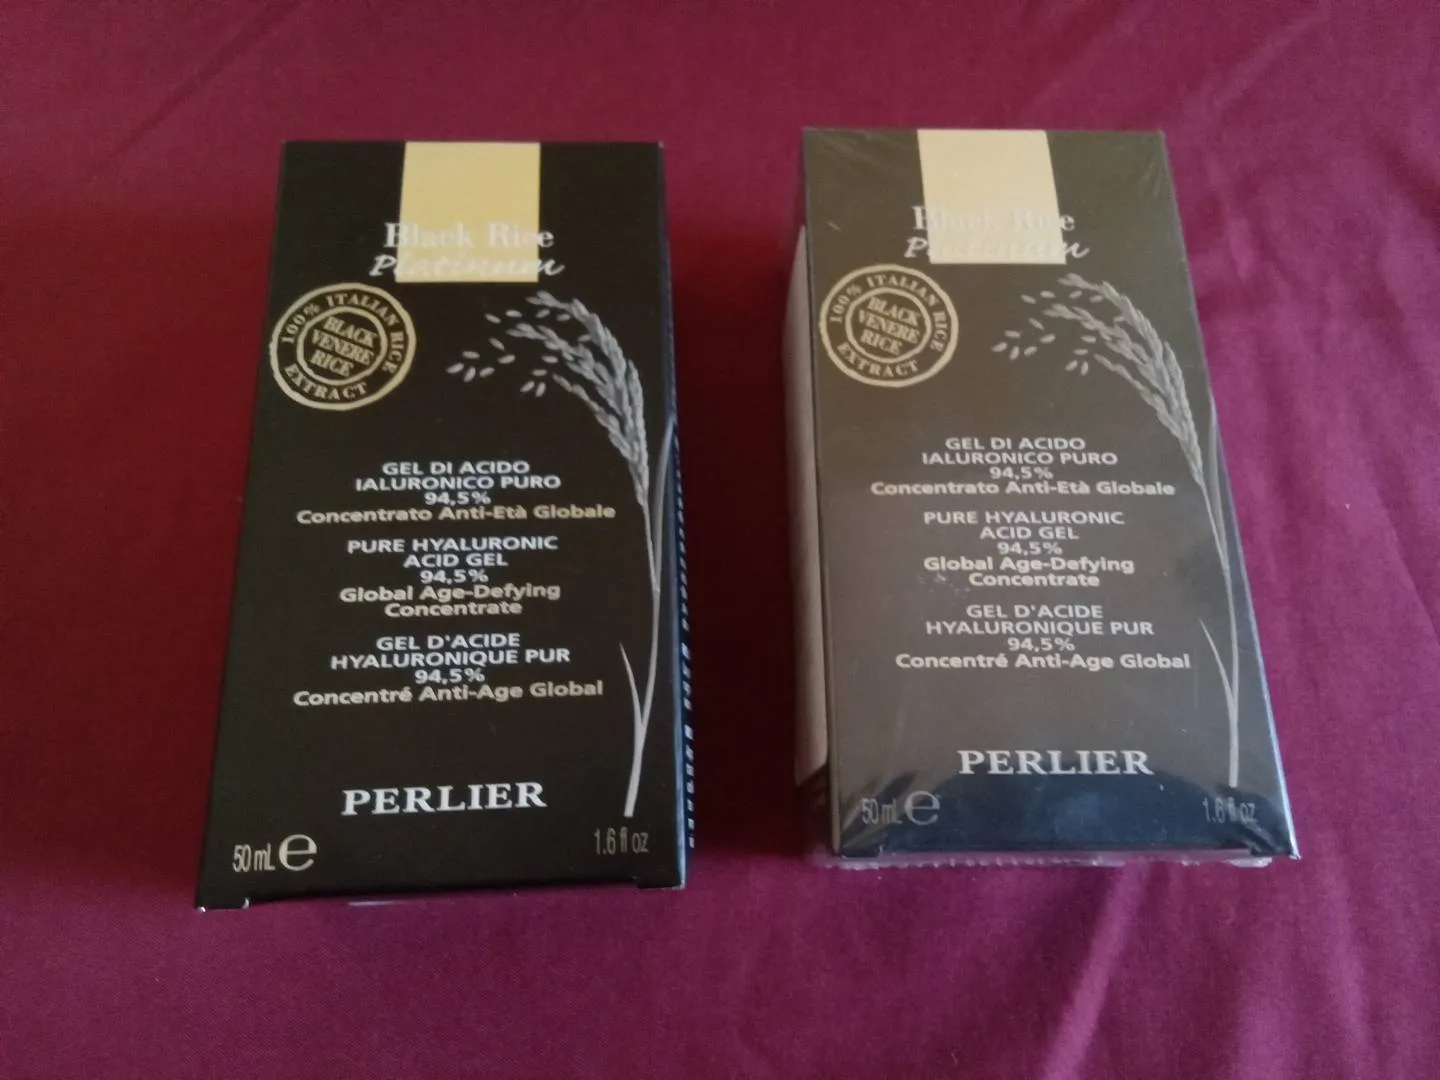 Black Rice
Platinum
100% ITALIAN RICE
EXTRACT
BLACK
VENERE
RICE
GEL DI ACIDO
IALURONICO PURO
94,5%
Concentrato Anti-Età Globale
PURE HYALURONIC
ACID GEL
94,5%
Global Age-Defying
Concentrate
GEL D'ACIDE
HYALURONIQUE PUR
94,5%
Concentré Anti-Age Global
PERLIER
50 mL e
1.6 fl oz
Black Rice
Platinum
100% ITALIAN RICE
EXTRACT
BLACK
VENERE
RICE
GEL DI ACIDO
IALURONICO PURO
94,5%
Concentrato Anti-Età Globale
PURE HYALURONIC
ACID GEL
94,5%
Global Age-Defying
Concentrate
GEL D'ACIDE
HYALURONIQUE PUR
94,5%
Concentré Anti-Age Global
PERLIER
50 mL e
1.6 fl oz